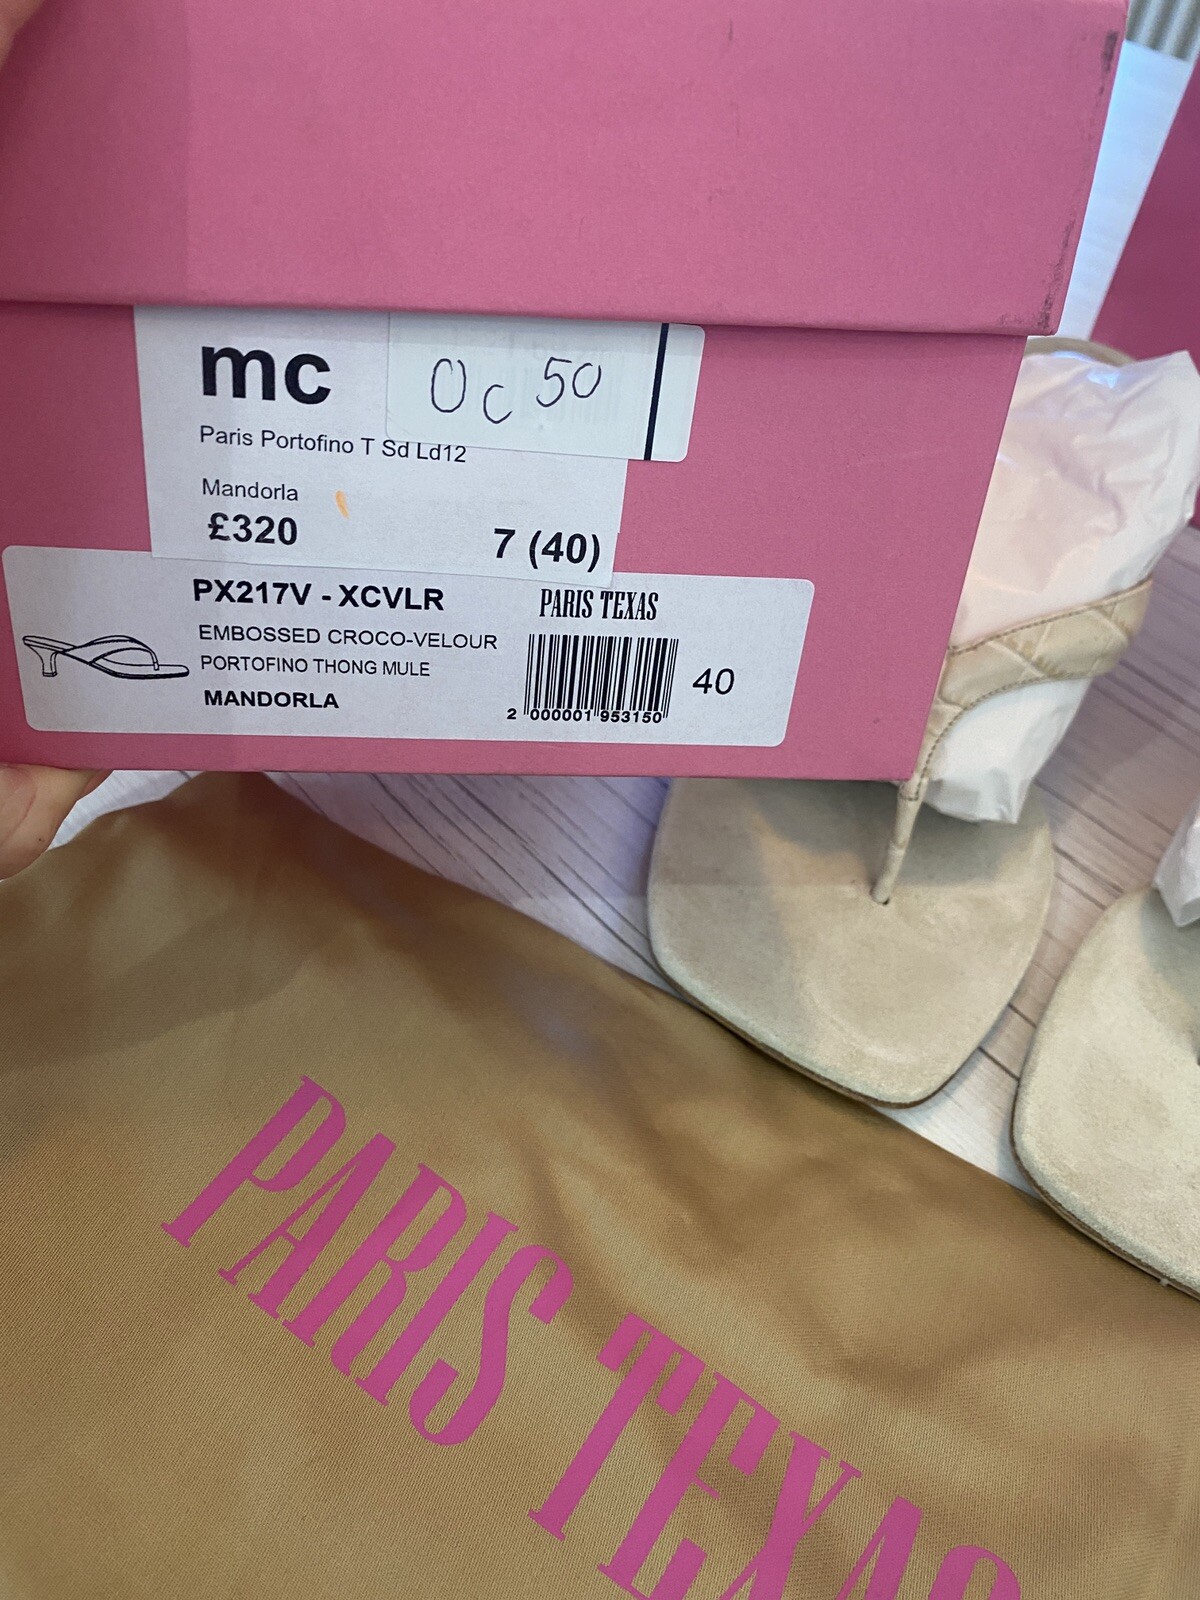 mc
Oc 50
Paris Portofino T Sd Ld12
Mandorla
£320
7 (40)
PX217V - XCVLR
EMBOSSED CROCO-VELOUR
PORTOFINO THONG MULE
MANDORLA
PARIS TEXAS
2 000001 953150
40
PARIS TEXAS